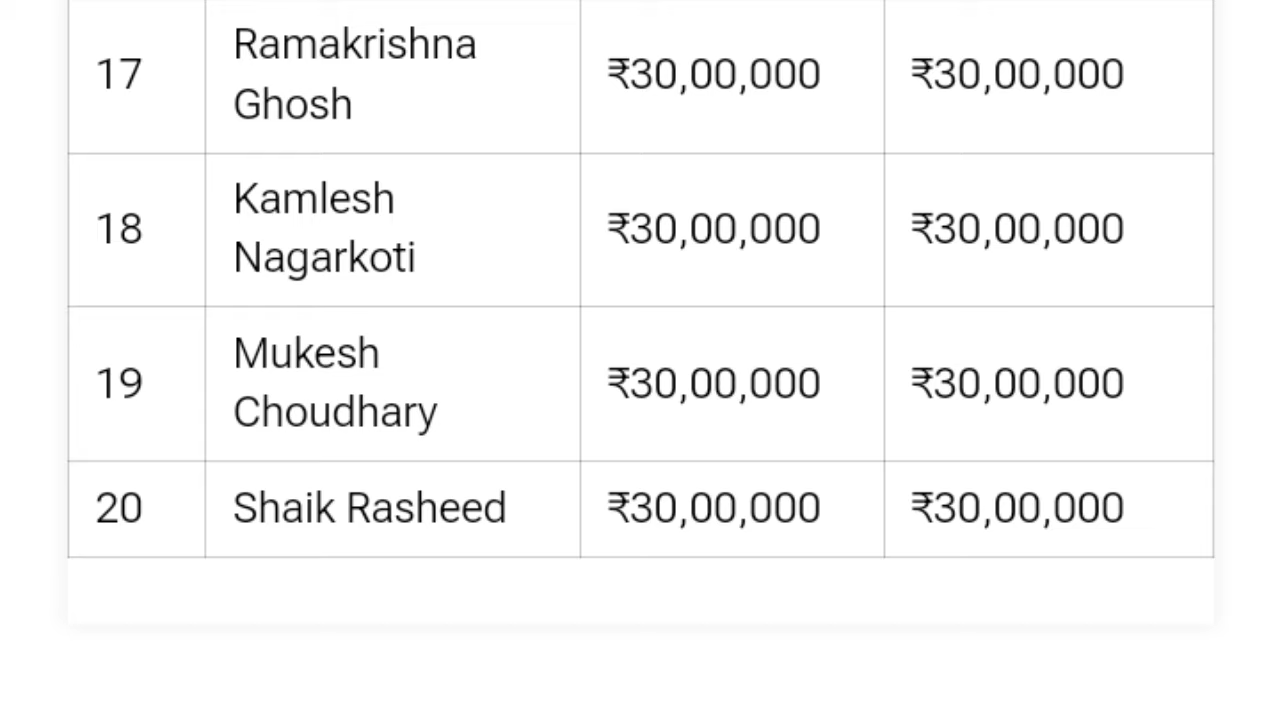 17 Ramakrishna Ghosh ₹30,00,000 ₹30,00,000
18 Kamlesh Nagarkoti ₹30,00,000 ₹30,00,000
19 Mukesh Choudhary ₹30,00,000 ₹30,00,000
20 Shaik Rasheed ₹30,00,000 ₹30,00,000